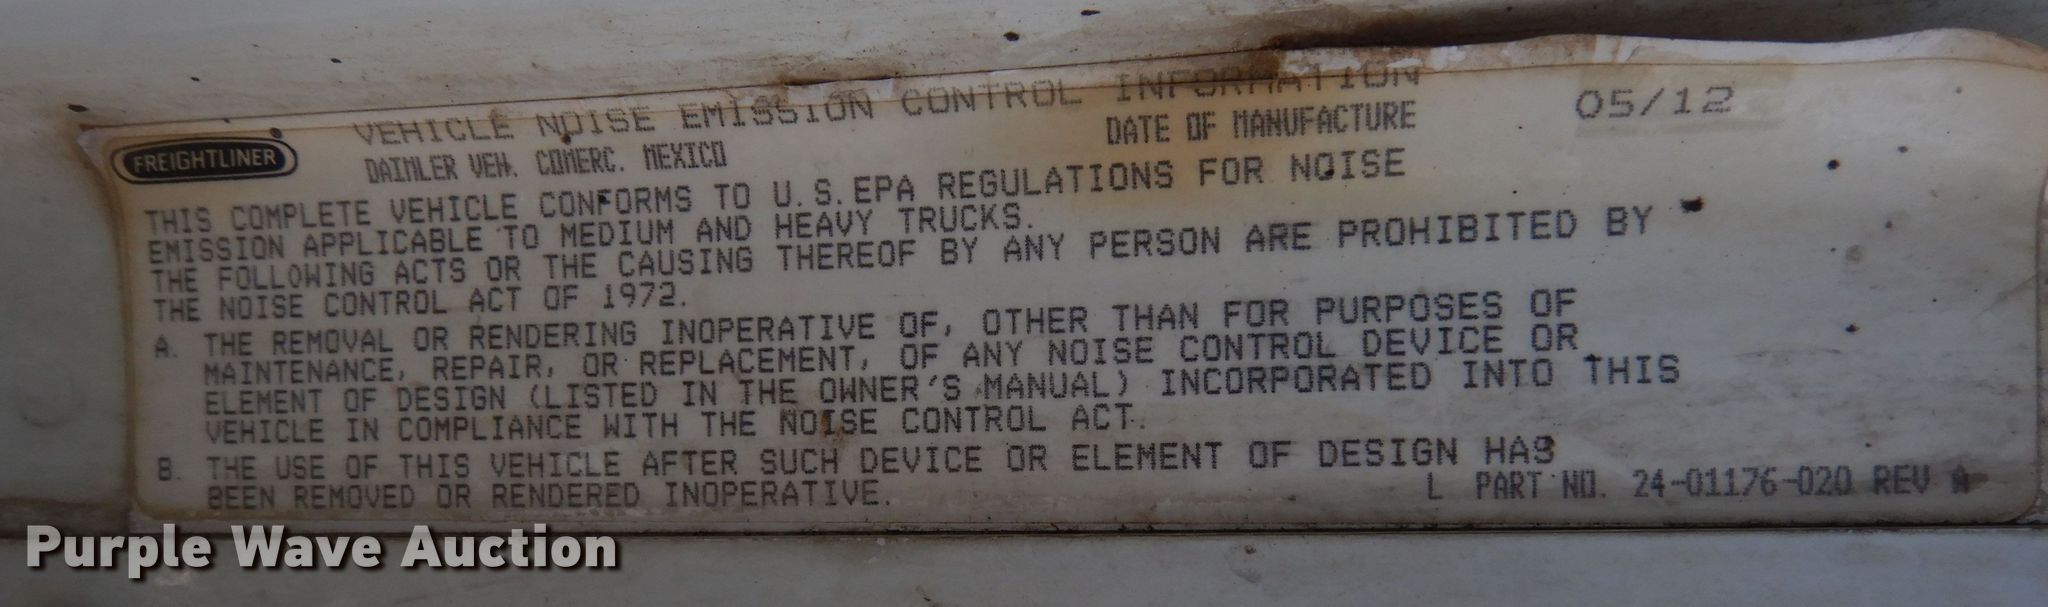 VEHICLE NOISE EMISSION CONTROL INFORMATION
FREIGHTLINER
DAIMLER VEH. COMERC. MEXICO
DATE OF MANUFACTURE 05/12
THIS COMPLETE VEHICLE CONFORMS TO U.S.EPA REGULATIONS FOR NOISE
EMISSION APPLICABLE TO MEDIUM AND HEAVY TRUCKS.
THE FOLLOWING ACTS OR THE CAUSING THEREOF BY ANY PERSON ARE PROHIBITED BY
THE NOISE CONTROL ACT OF 1972.
A. THE REMOVAL OR RENDERING INOPERATIVE OF, OTHER THAN FOR PURPOSES OF
MAINTENANCE, REPAIR, OR REPLACEMENT, OF ANY NOISE CONTROL DEVICE OR
ELEMENT OF DESIGN (LISTED IN THE OWNER'S MANUAL) INCORPORATED INTO THIS
VEHICLE IN COMPLIANCE WITH THE NOISE CONTROL ACT.
B. THE USE OF THIS VEHICLE AFTER SUCH DEVICE OR ELEMENT OF DESIGN HAS
BEEN REMOVED OR RENDERED INOPERATIVE.
L PART NO. 24-01176-020 REV A
Purple Wave Auction